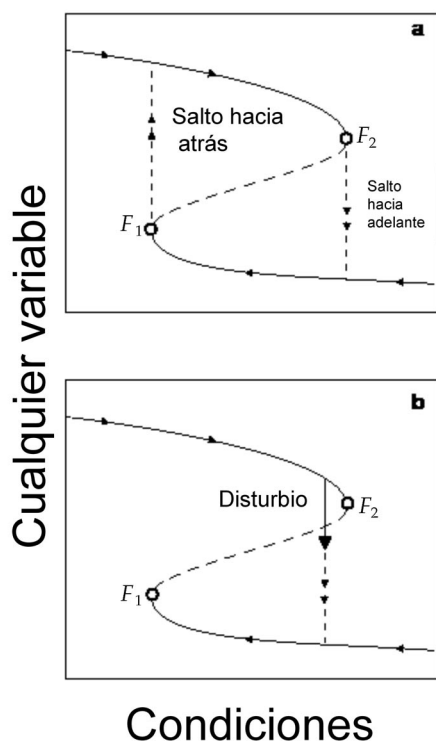 Cualquier variable
a
Salto hacia
atrás
F2
Salto
hacia
adelante
F1
b
Disturbio
F2
F1
Condiciones